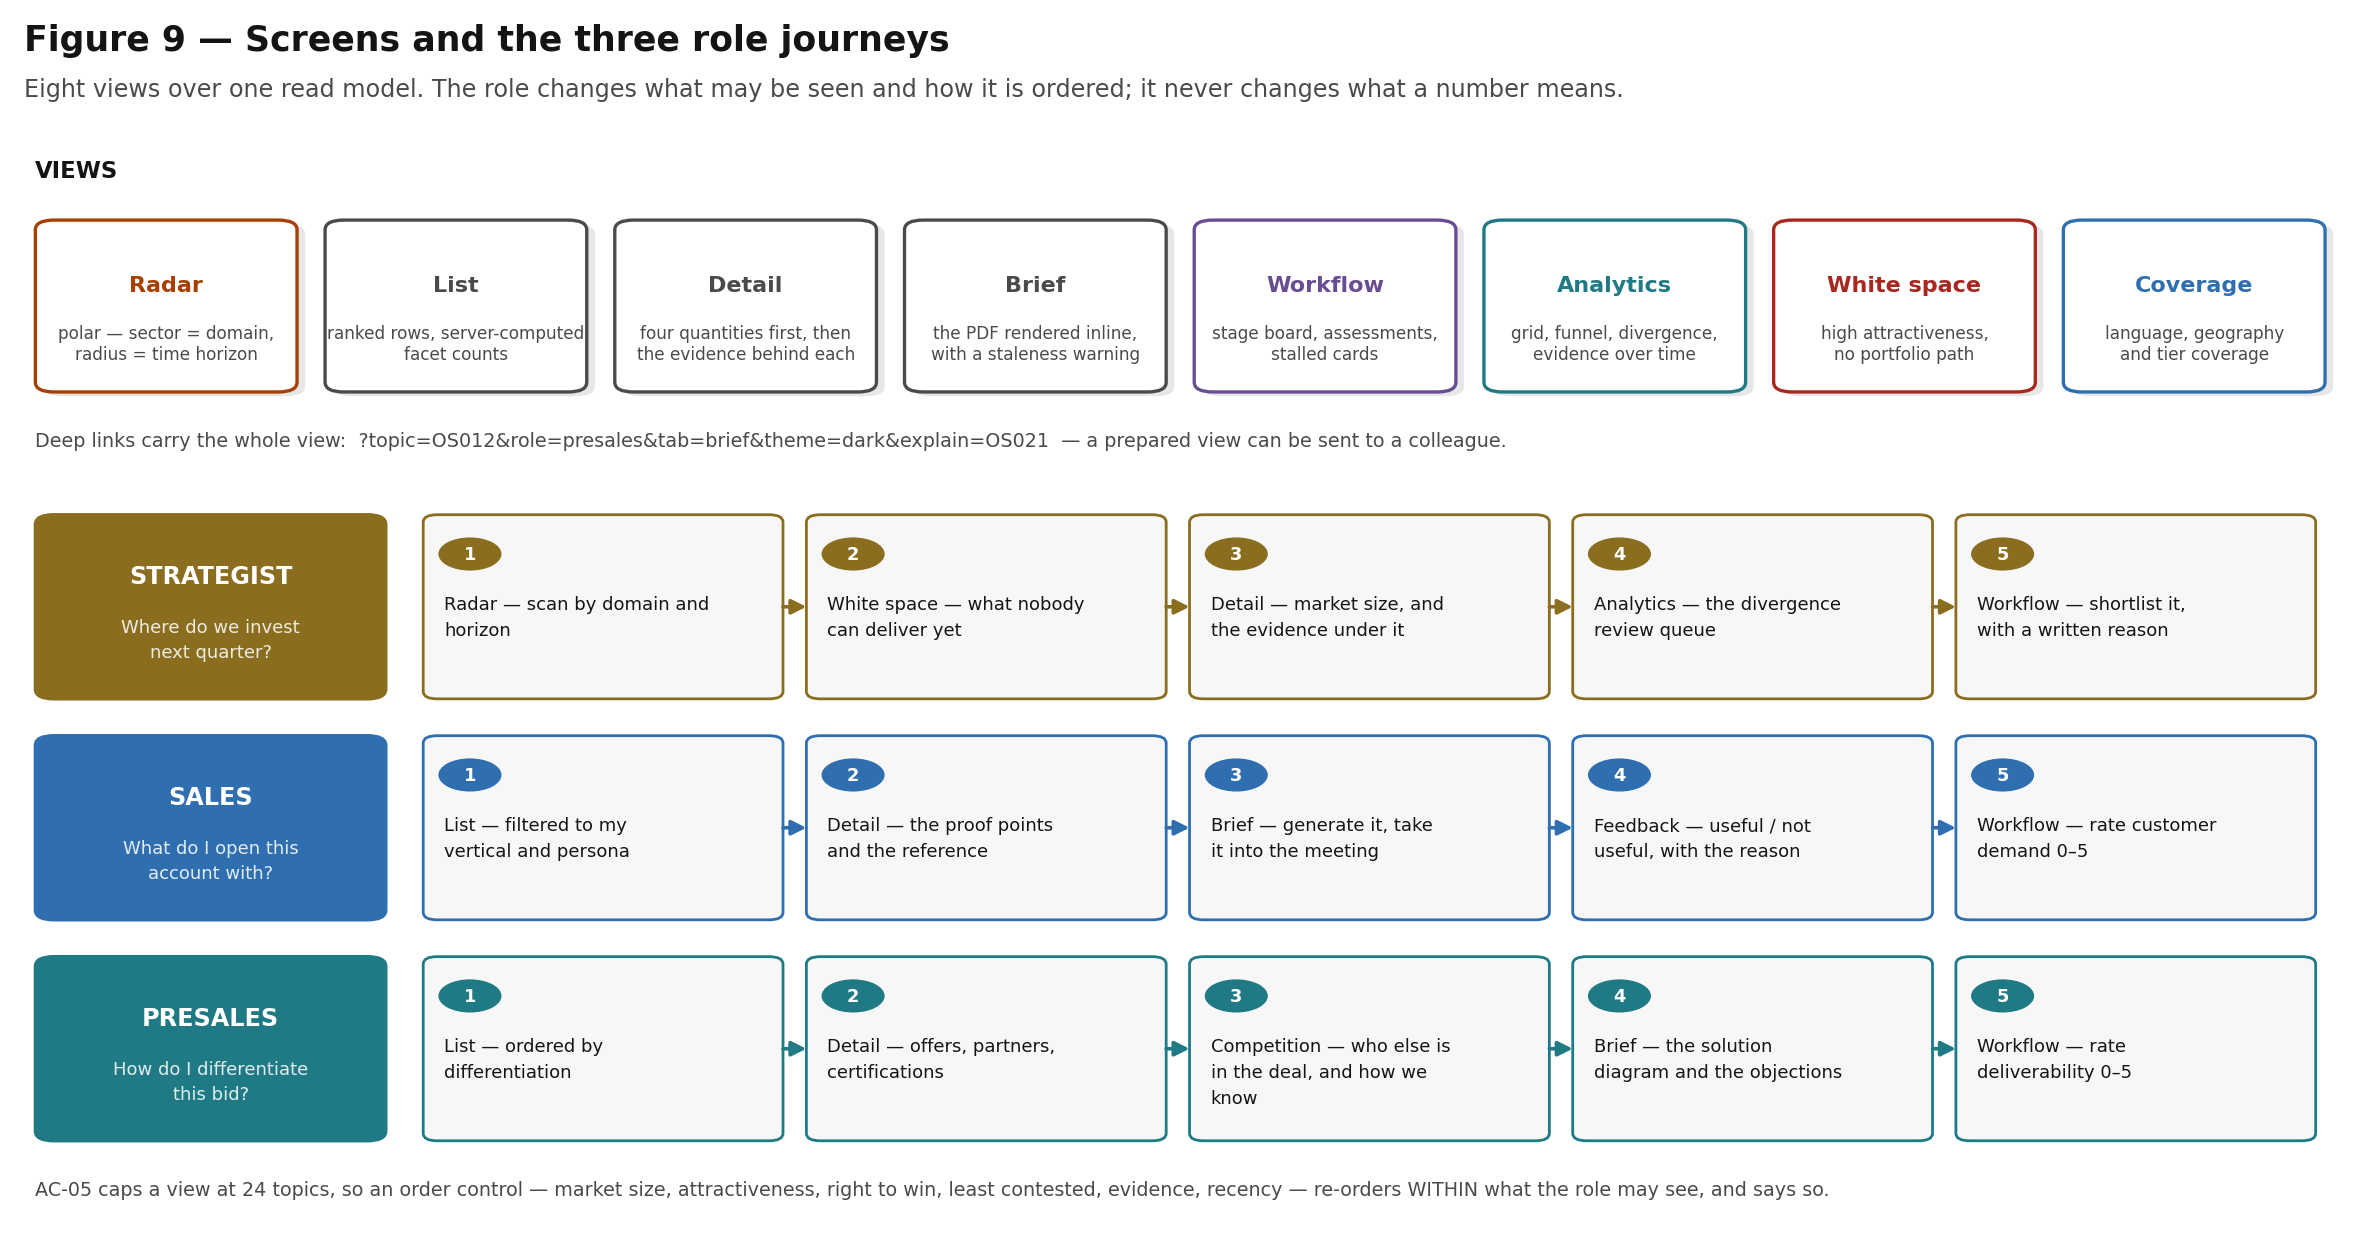 Figure 9 — Screens and the three role journeys
Eight views over one read model. The role changes what may be seen and how it is ordered; it never changes what a number means.
VIEWS
Radar
polar — sector = domain,
radius = time horizon
List
ranked rows, server-computed
facet counts
Detail
four quantities first, then
the evidence behind each
Brief
the PDF rendered inline,
with a staleness warning
Workflow
stage board, assessments,
stalled cards
Analytics
grid, funnel, divergence,
evidence over time
White space
high attractiveness,
no portfolio path
Coverage
language, geography
and tier coverage
Deep links carry the whole view:  ?topic=OS012&role=presales&tab=brief&theme=dark&explain=OS021  — a prepared view can be sent to a colleague.
STRATEGIST
Where do we invest
next quarter?
1
Radar — scan by domain and
horizon
2
White space — what nobody
can deliver yet
3
Detail — market size, and
the evidence under it
4
Analytics — the divergence
review queue
5
Workflow — shortlist it,
with a written reason
SALES
What do I open this
account with?
1
List — filtered to my
vertical and persona
2
Detail — the proof points
and the reference
3
Brief — generate it, take
it into the meeting
4
Feedback — useful / not
useful, with the reason
5
Workflow — rate customer
demand 0–5
PRESALES
How do I differentiate
this bid?
1
List — ordered by
differentiation
2
Detail — offers, partners,
certifications
3
Competition — who else is
in the deal, and how we
know
4
Brief — the solution
diagram and the objections
5
Workflow — rate
deliverability 0–5
AC-05 caps a view at 24 topics, so an order control — market size, attractiveness, right to win, least contested, evidence, recency — re-orders WITHIN what the role may see, and says so.